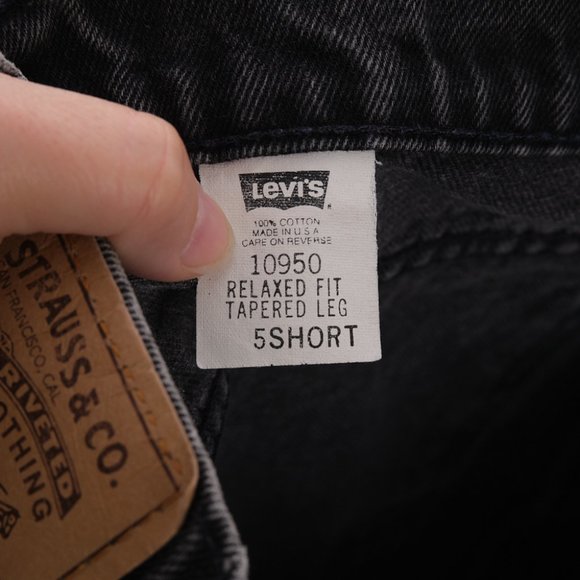 Levi's
100% COTTON
MADE IN U S A
CARE ON REVERSE
10950
RELAXED FIT
TAPERED LEG
5SHORT
STRAUSS & CO.
SAN FRANCISCO, CAL
RIVETED
OTHING